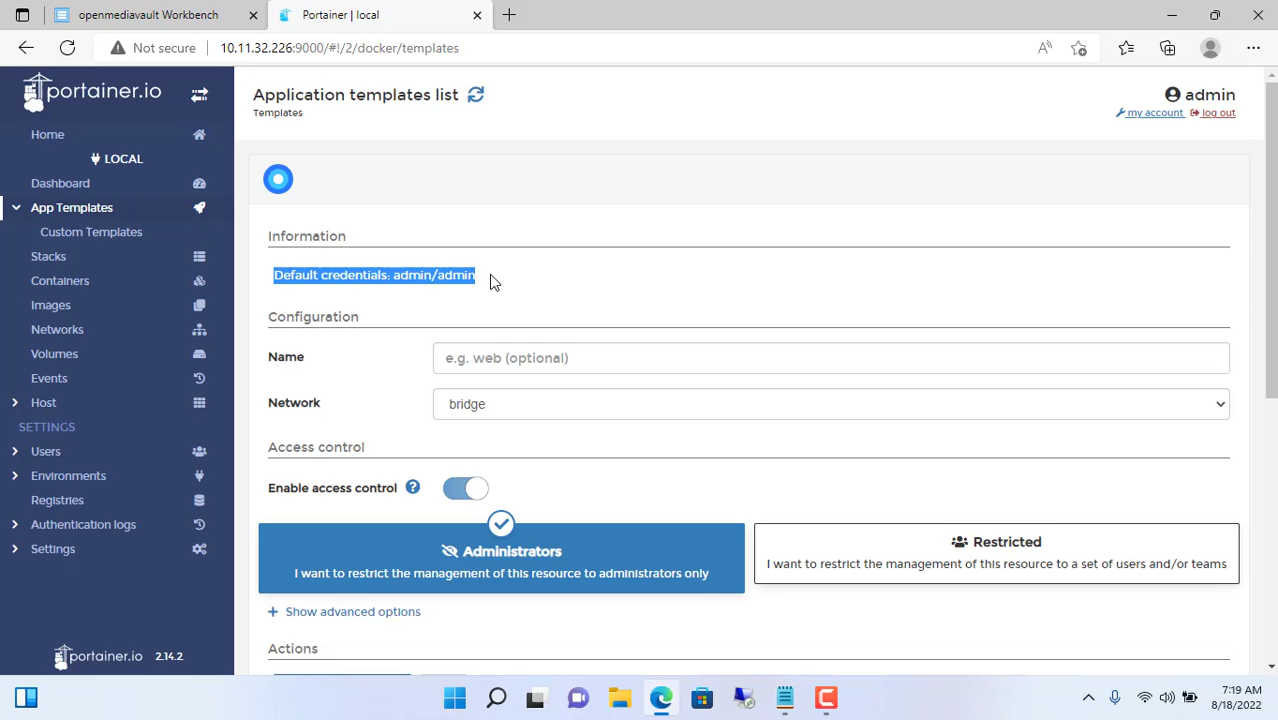 openmediavault Workbench
Portainer | local
Not secure
10.11.32.226:9000/#!/2/docker/templates
portainer.io
Home
LOCAL
Dashboard
App Templates
Custom Templates
Stacks
Containers
Images
Networks
Volumes
Events
Host
SETTINGS
Users
Environments
Registries
Authentication logs
Settings
portainer.io 2.14.2
Application templates list
Templates
admin
my account log out
Information
Default credentials: admin/admin
Configuration
Name
e.g. web (optional)
Network
bridge
Access control
Enable access control
Administrators
I want to restrict the management of this resource to administrators only
Restricted
I want to restrict the management of this resource to a set of users and/or teams
Show advanced options
Actions
7:19 AM
8/18/2022